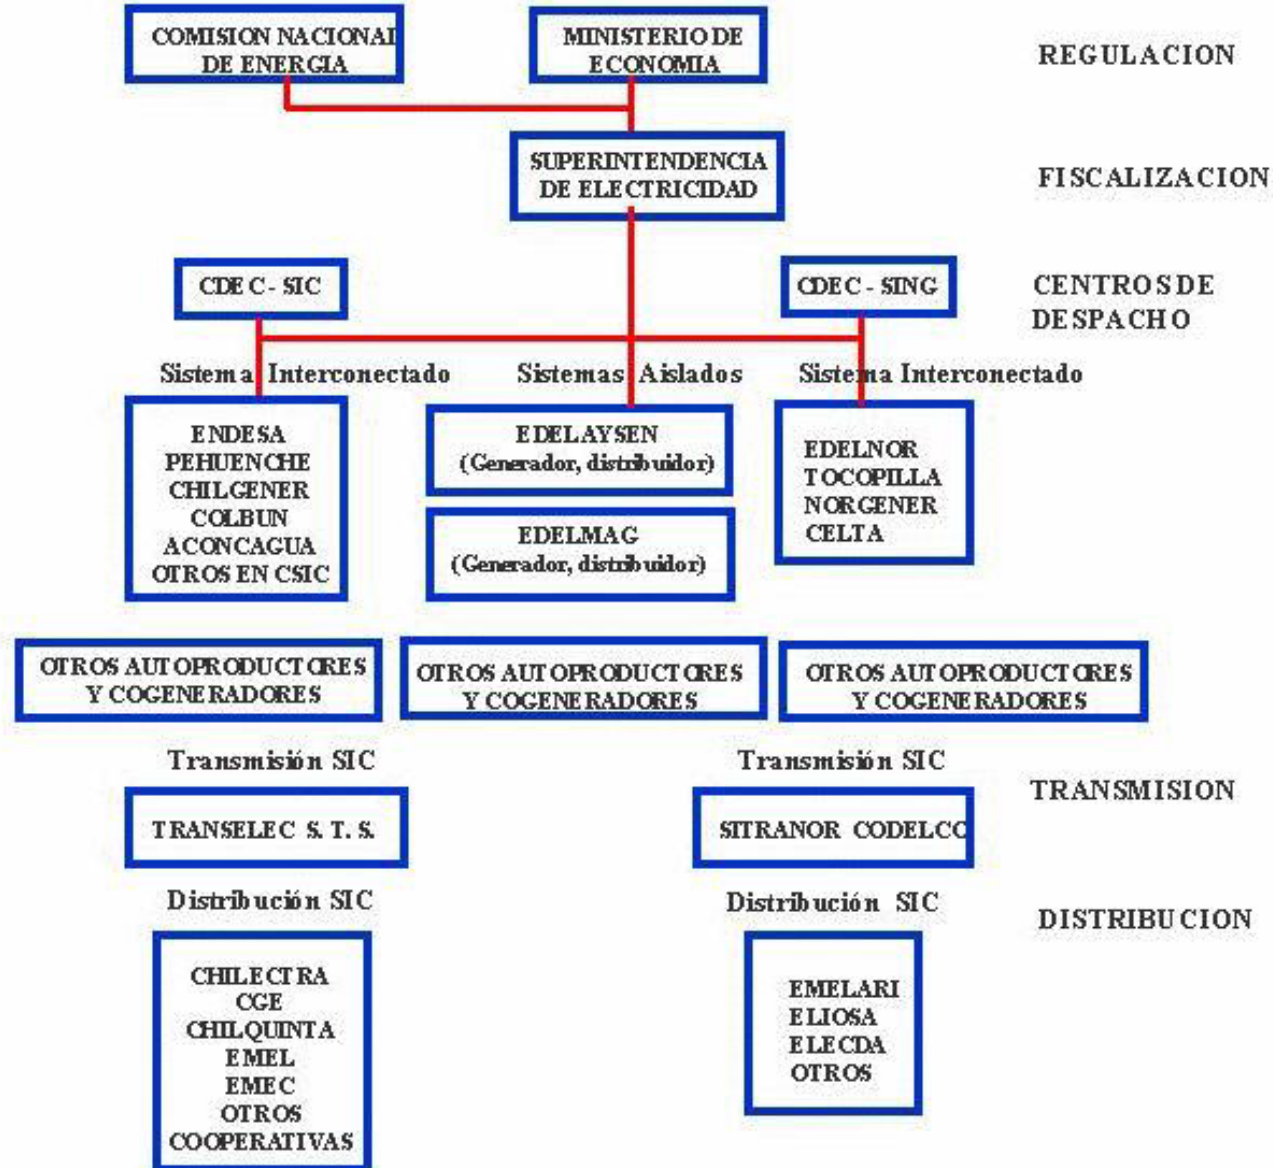 COMISION NACIONAL
DE ENERGIA
MINISTERIO DE
ECONOMIA
REGULACION
SUPERINTENDENCIA
DE ELECTRICIDAD
FISCALIZACION
CDEC - SIC
CDEC - SING
CENTROS DE
DESPACHO
Sistema Interconectado
Sistemas Aislados
Sistema Interconectado
ENDESA
PEHUENCHE
CHILGENER
COLBUN
ACONCAGUA
OTROS EN CSIC
EDELAYSEN
(Generador, distribuidor)
EDELMAG
(Generador, distribuidor)
EDELNOR
TOCOPILLA
NORGENER
CELTA
OTROS AUTOPRODUCTORES
Y COGENERADORES
OTROS AUTOPRODUCTORES
Y COGENERADORES
OTROS AUTOPRODUCTORES
Y COGENERADORES
Transmisión SIC
Transmisión SIC
TRANSMISION
TRANSELEC S. T. S.
SITRANOR CODELCO
Distribución SIC
Distribución SIC
DISTRIBUCION
CHILECTRA
CGE
CHILQUINTA
EMEL
EMEC
OTROS
COOPERATIVAS
EMELARI
ELIOSA
ELECDA
OTROS